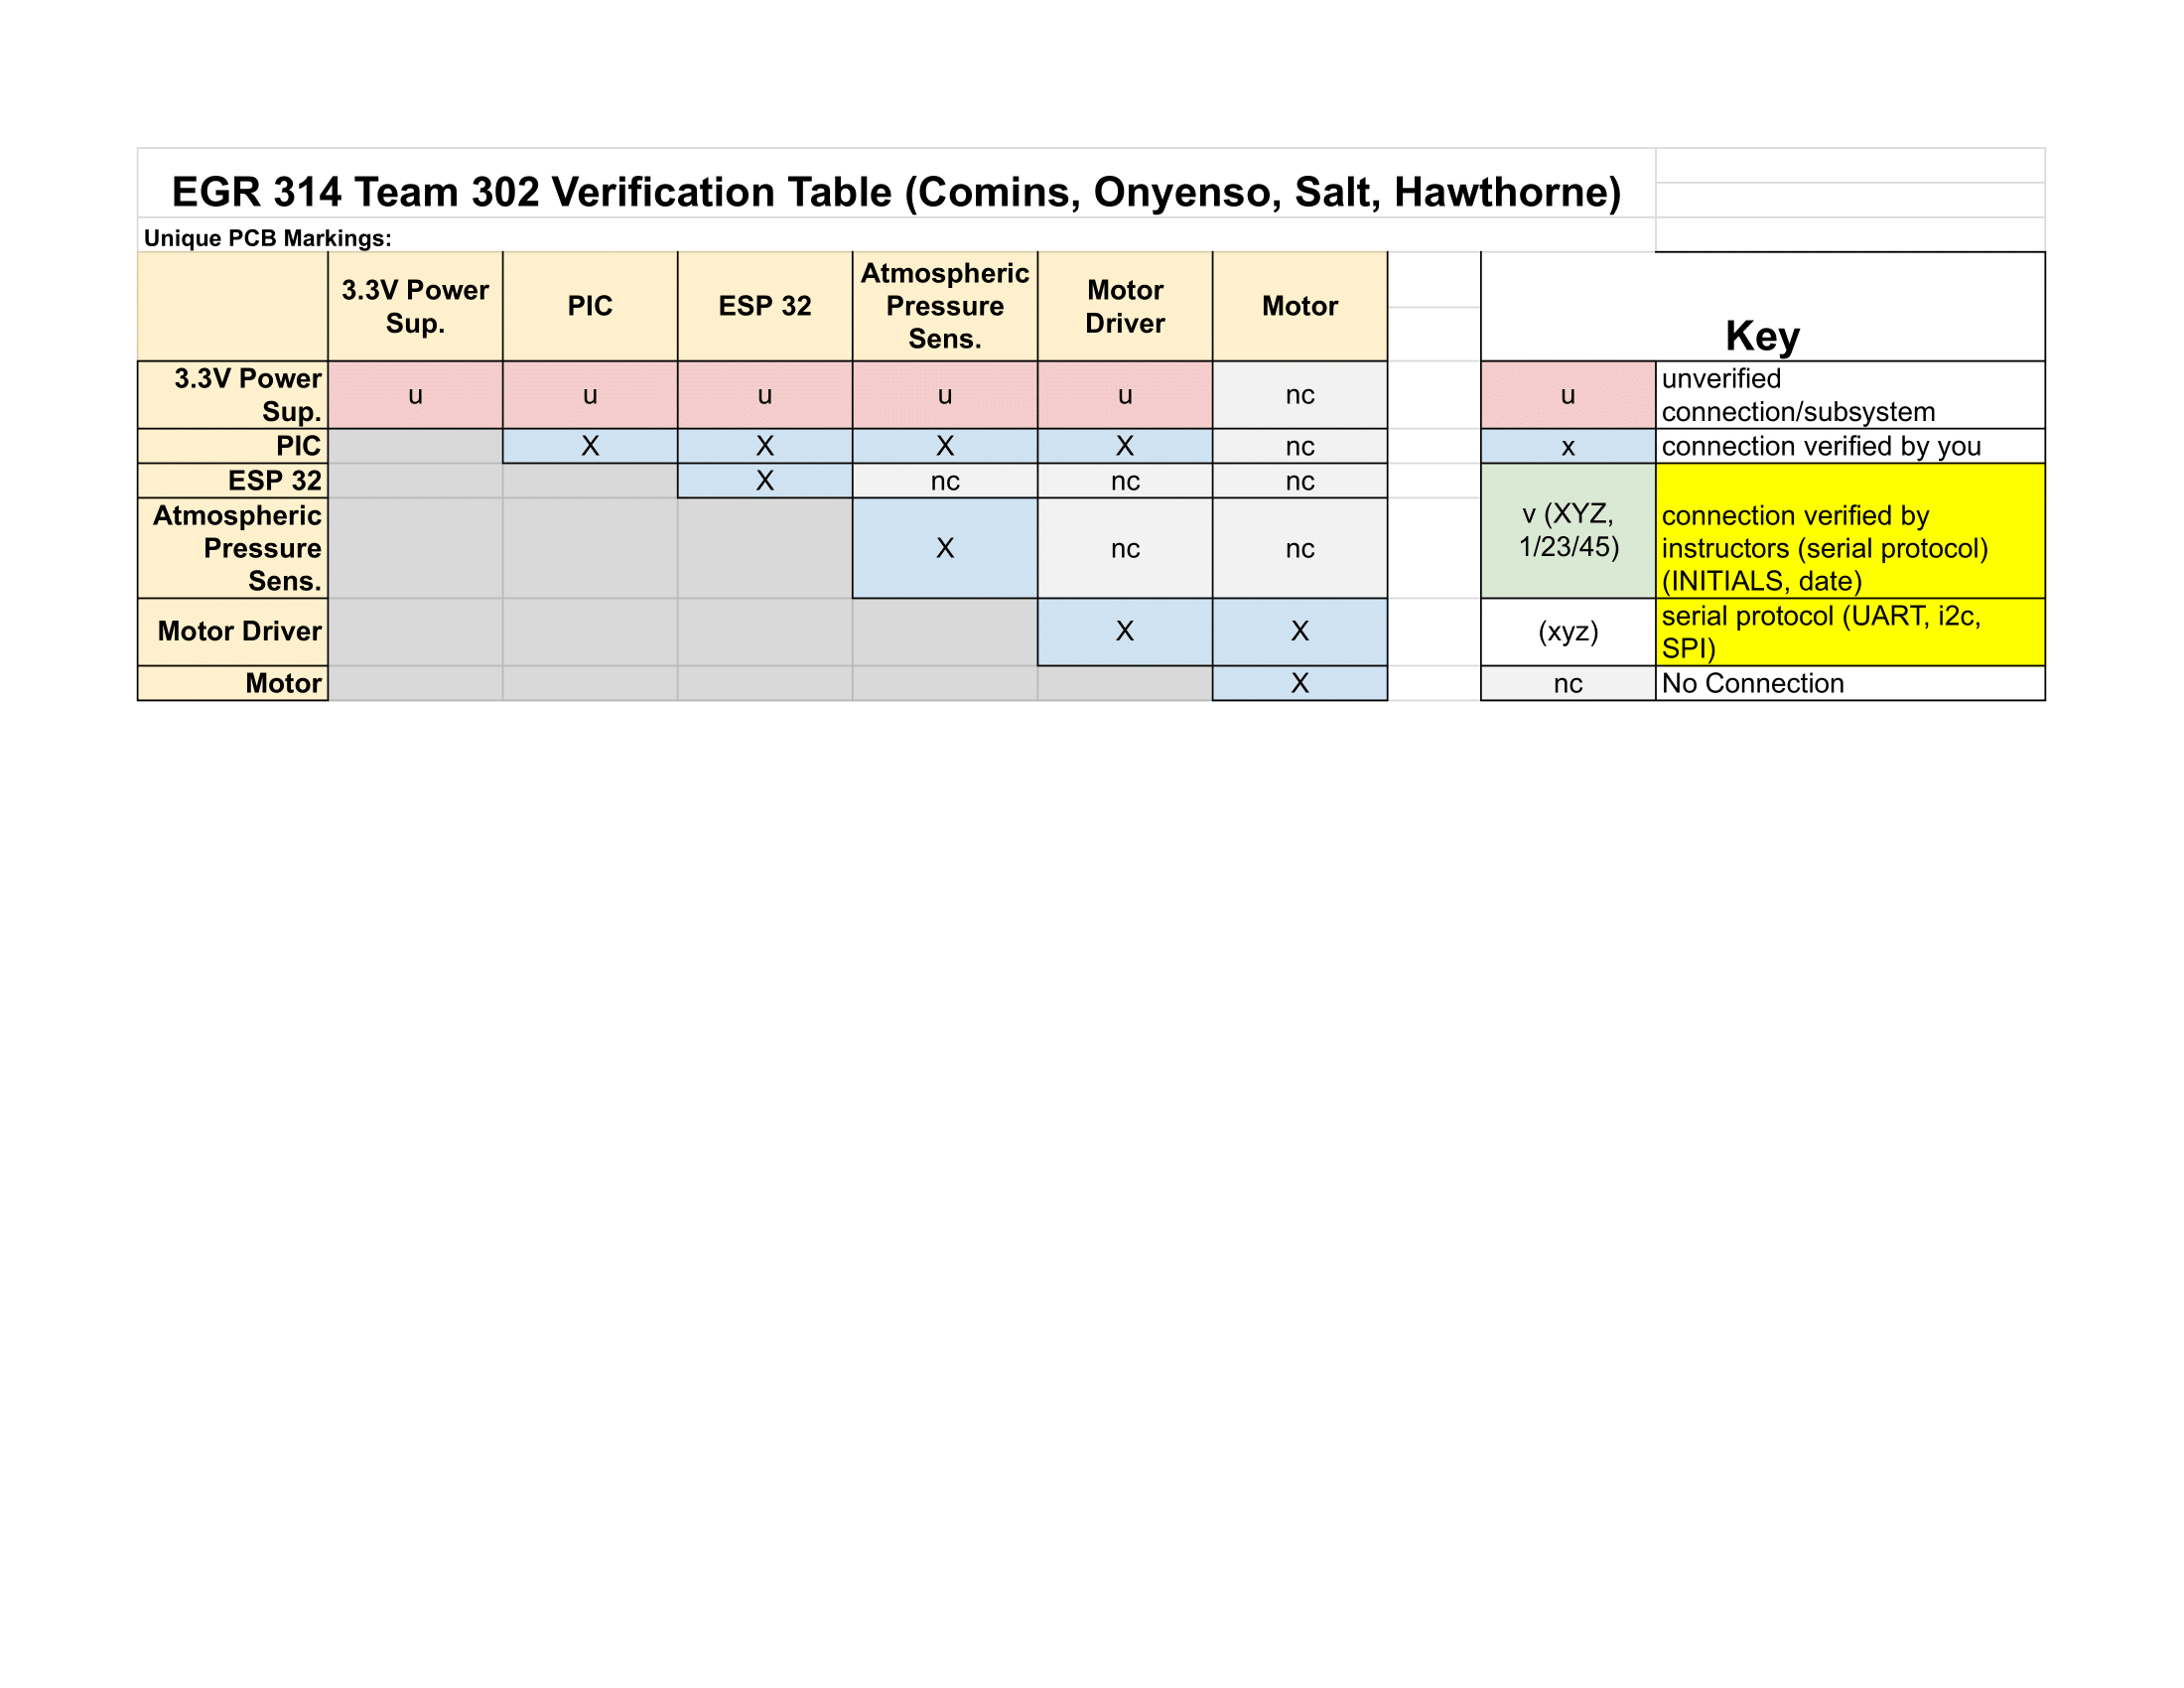 EGR 314 Team 302 Verification Table (Comins, Onyenso, Salt, Hawthorne)
Unique PCB Markings:
3.3V Power
Sup.
PIC
ESP 32
Atmospheric
Pressure
Sens.
Motor
Driver
Motor
Key
3.3V Power
Sup.
u
u
u
u
u
nc
u
unverified
connection/subsystem
PIC
X
X
X
X
nc
x
connection verified by you
ESP 32
X
nc
nc
nc
v (XYZ,
1/23/45)
connection verified by
instructors (serial protocol)
(INITIALS, date)
Atmospheric
Pressure
Sens.
X
nc
nc
Motor Driver
X
X
(xyz)
serial protocol (UART, i2c,
SPI)
Motor
X
nc
No Connection